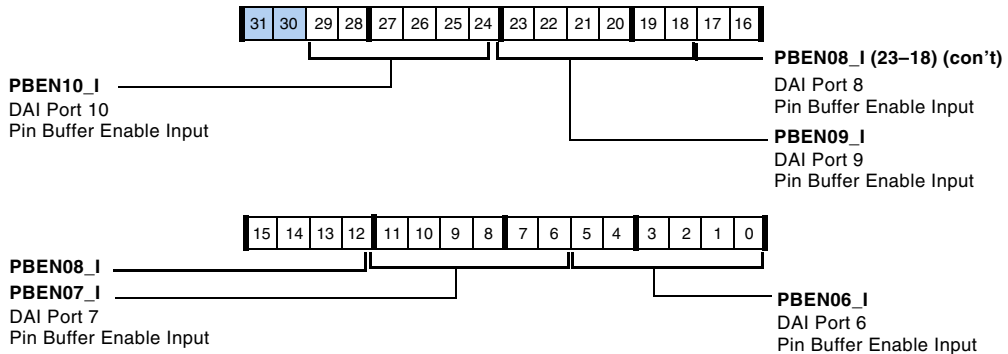 31 30 29 28 27 26 25 24 23 22 21 20 19 18 17 16
PBEN08_I (23–18) (con't)
DAI Port 8
Pin Buffer Enable Input
PBEN10_I
DAI Port 10
Pin Buffer Enable Input
PBEN09_I
DAI Port 9
Pin Buffer Enable Input
15 14 13 12 11 10 9 8 7 6 5 4 3 2 1 0
PBEN08_I
PBEN07_I
DAI Port 7
Pin Buffer Enable Input
PBEN06_I
DAI Port 6
Pin Buffer Enable Input